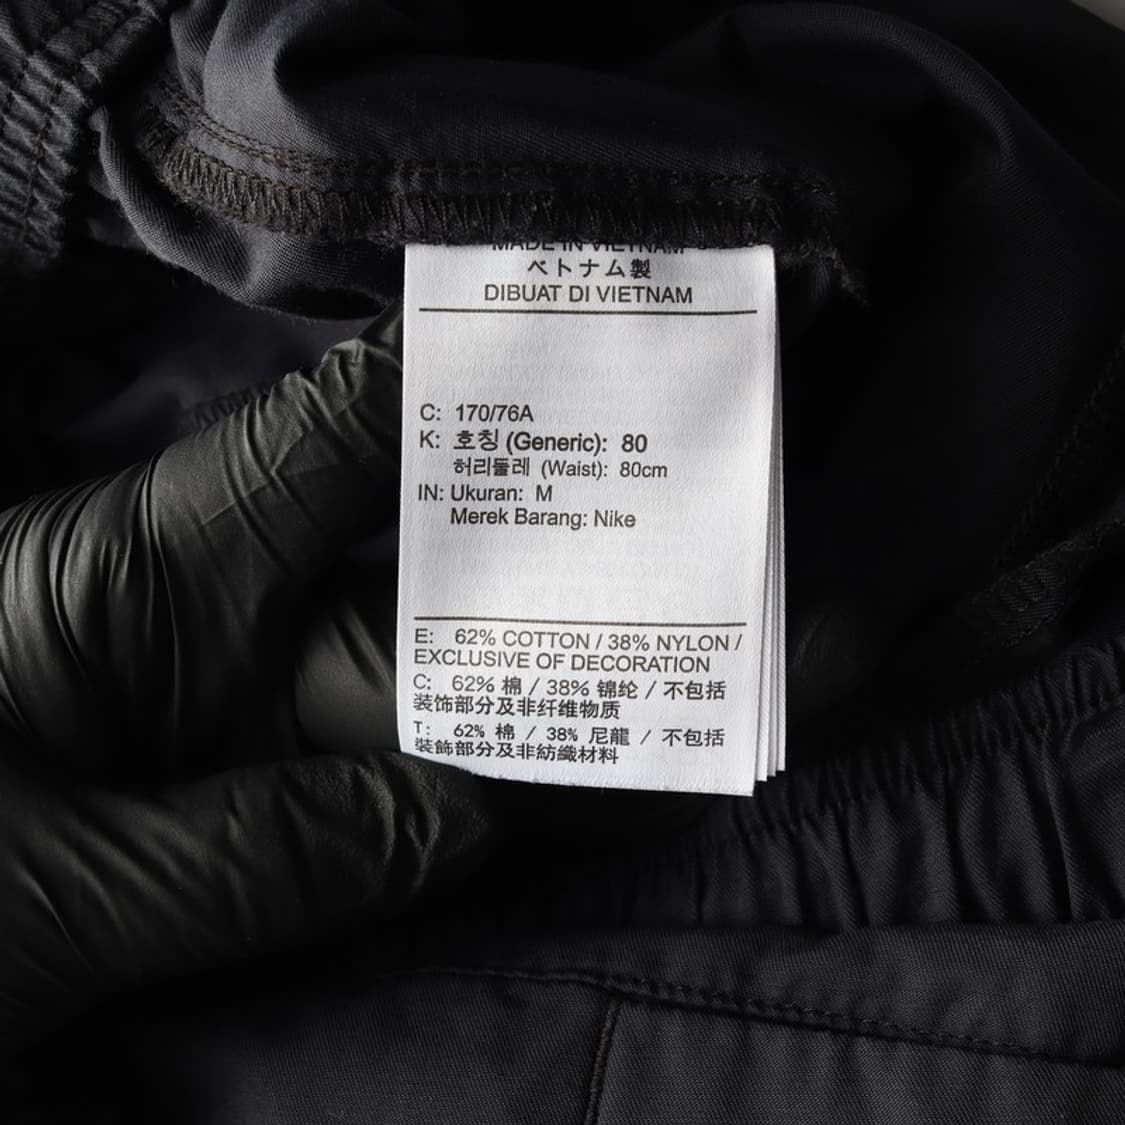 MADE IN VIETNAM
ベトナム製
DIBUAT DI VIETNAM
C: 170/76A
K: 호칭 (Generic): 80
허리둘레 (Waist): 80cm
IN: Ukuran: M
Merek Barang: Nike
E: 62% COTTON / 38% NYLON /
EXCLUSIVE OF DECORATION
C: 62% 棉 / 38% 锦纶 / 不包括
装饰部分及非纤维物质
T: 62% 棉 / 38% 尼龍 / 不包括
裝飾部分及非紡織材料